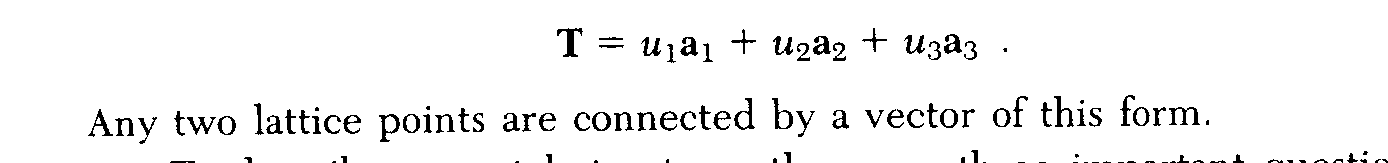 T = u₁a₁ + u₂a₂ + u₃a₃ .
Any two lattice points are connected by a vector of this form.